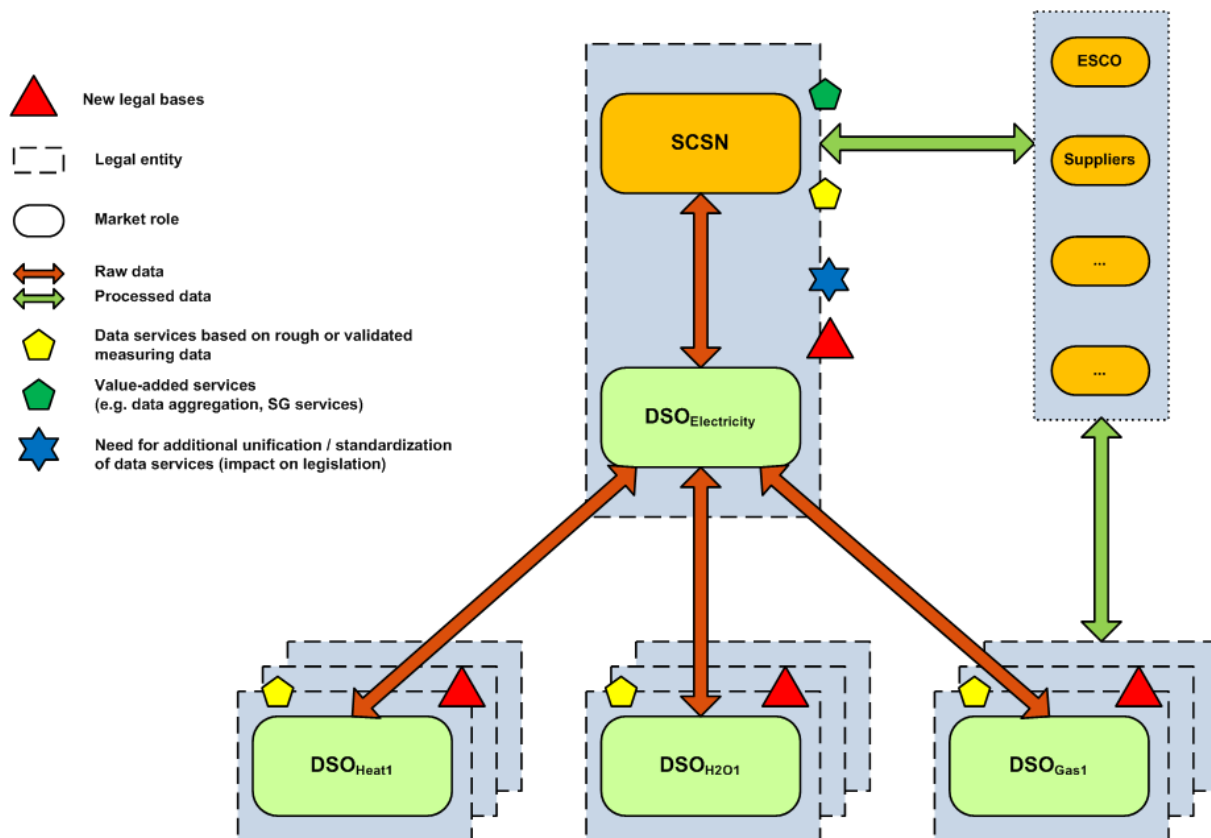 New legal bases
Legal entity
Market role
Raw data
Processed data
Data services based on rough or validated
measuring data
Value-added services
(e.g. data aggregation, SG services)
Need for additional unification / standardization
of data services (impact on legislation)
SCSN
DSOElectricity
ESCO
Suppliers
...
...
DSOHeat1
DSOH2O1
DSOGas1